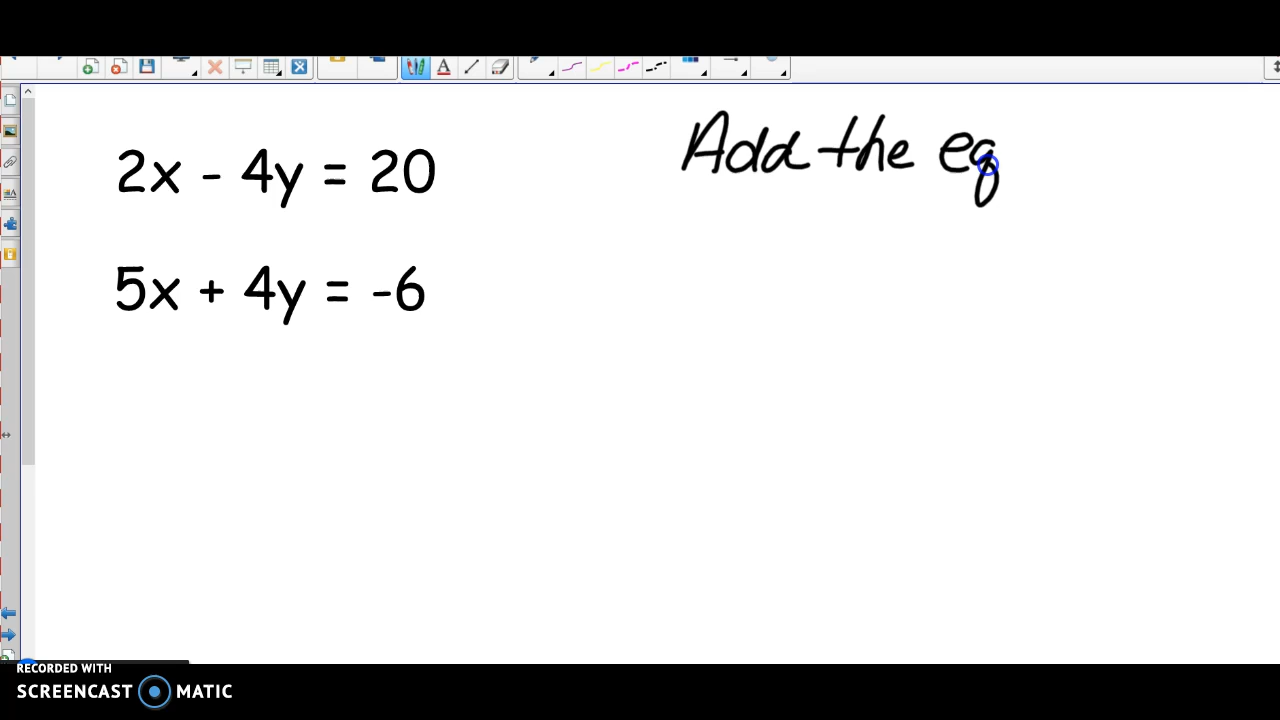 2x - 4y = 20
5x + 4y = -6
Add the eq
RECORDED WITH
SCREENCAST MATIC